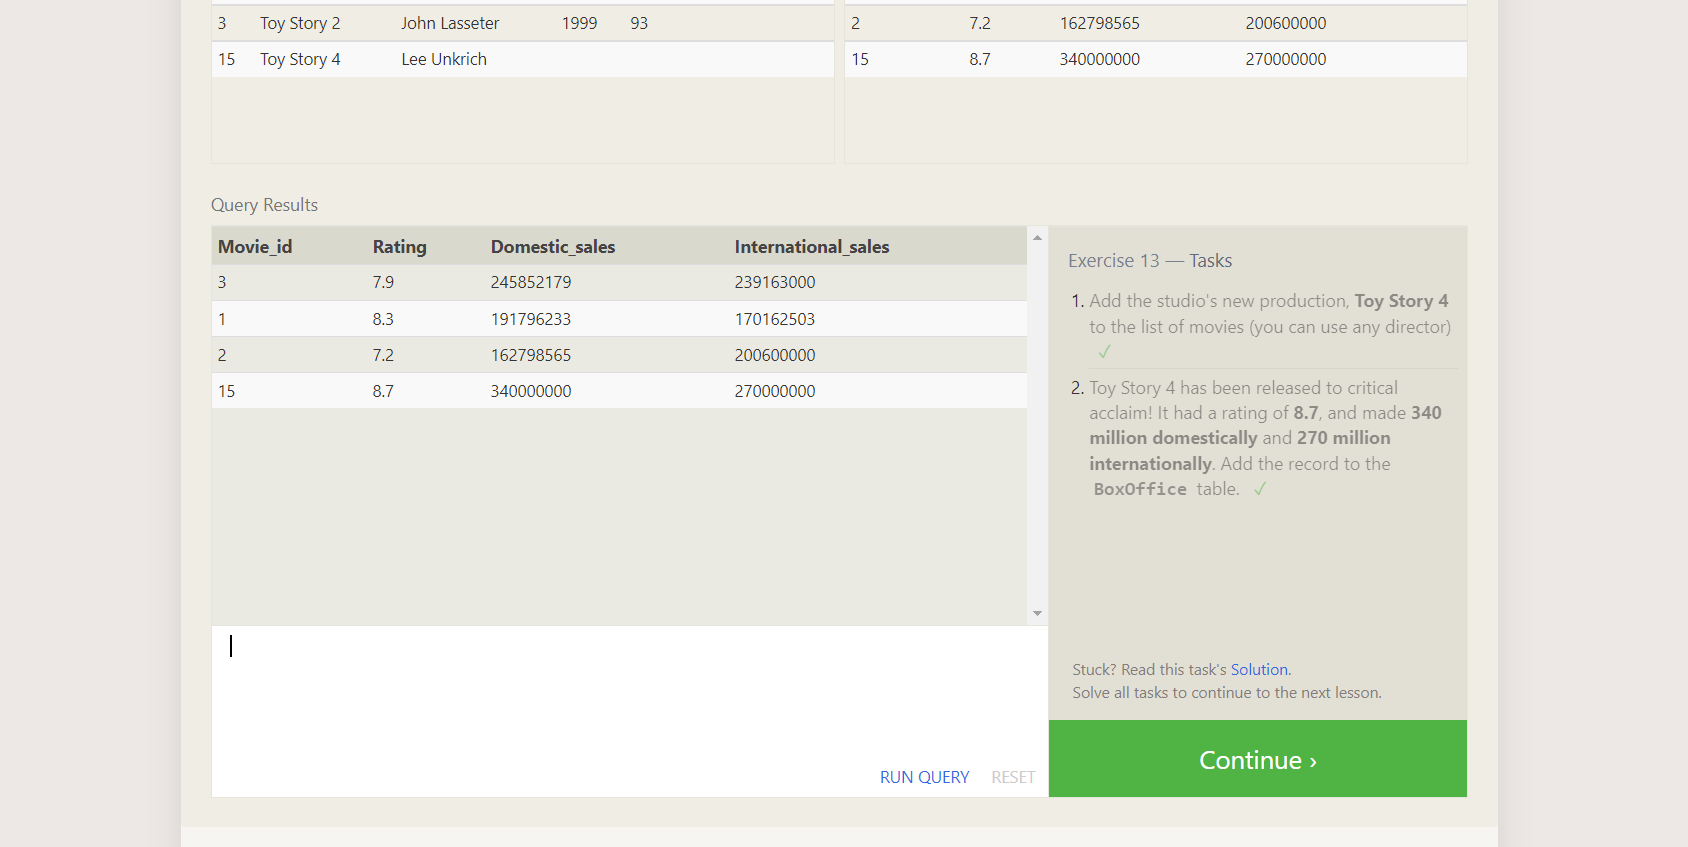 3 Toy Story 2 John Lasseter 1999 93
15 Toy Story 4 Lee Unkrich
2 7.2 162798565 200600000
15 8.7 340000000 270000000
Query Results
Movie_id Rating Domestic_sales International_sales
3 7.9 245852179 239163000
1 8.3 191796233 170162503
2 7.2 162798565 200600000
15 8.7 340000000 270000000
RUN QUERY RESET
Exercise 13 — Tasks
1. Add the studio's new production, Toy Story 4
to the list of movies (you can use any director)
✓
2. Toy Story 4 has been released to critical
acclaim! It had a rating of 8.7, and made 340
million domestically and 270 million
internationally. Add the record to the
BoxOffice table. ✓
Stuck? Read this task's Solution.
Solve all tasks to continue to the next lesson.
Continue ›